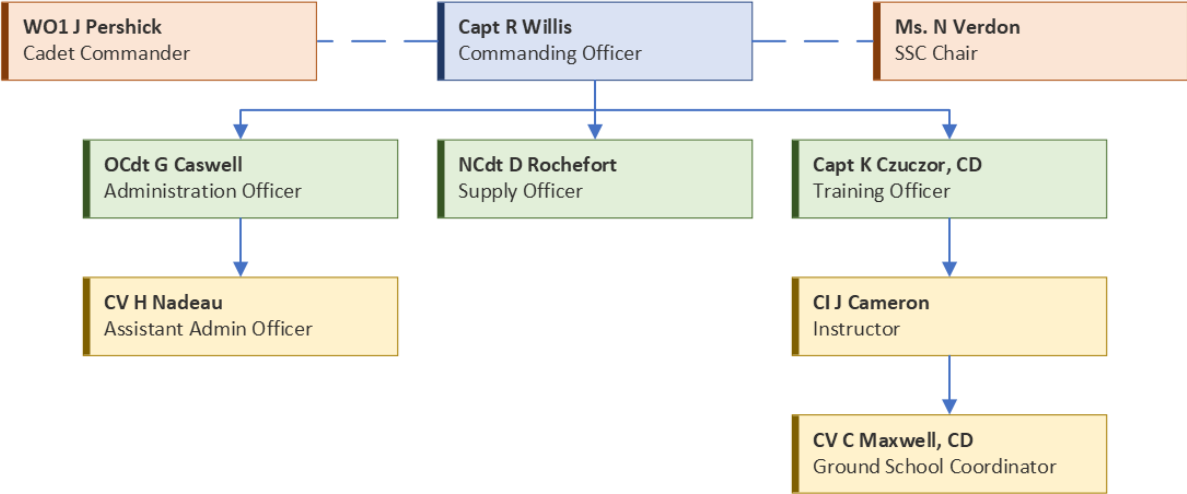 WO1 J Pershick
Cadet Commander
Capt R Willis
Commanding Officer
Ms. N Verdon
SSC Chair
OCdt G Caswell
Administration Officer
NCdt D Rochefort
Supply Officer
Capt K Czuczor, CD
Training Officer
CV H Nadeau
Assistant Admin Officer
CI J Cameron
Instructor
CV C Maxwell, CD
Ground School Coordinator